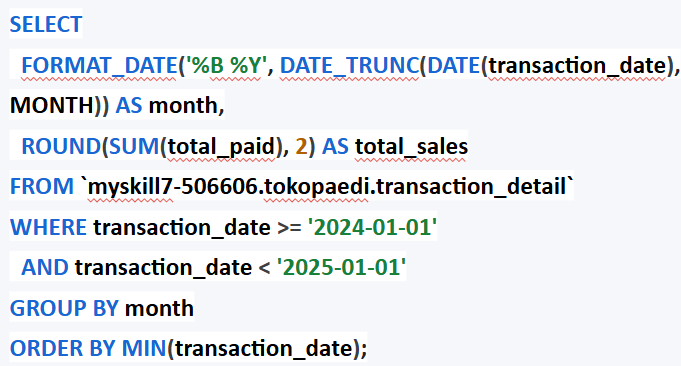 SELECT
FORMAT_DATE('%B %Y', DATE_TRUNC(DATE(transaction_date),
MONTH)) AS month,
ROUND(SUM(total_paid), 2) AS total_sales
FROM `myskill7-506606.tokopaedi.transaction_detail`
WHERE transaction_date >= '2024-01-01'
AND transaction_date < '2025-01-01'
GROUP BY month
ORDER BY MIN(transaction_date);